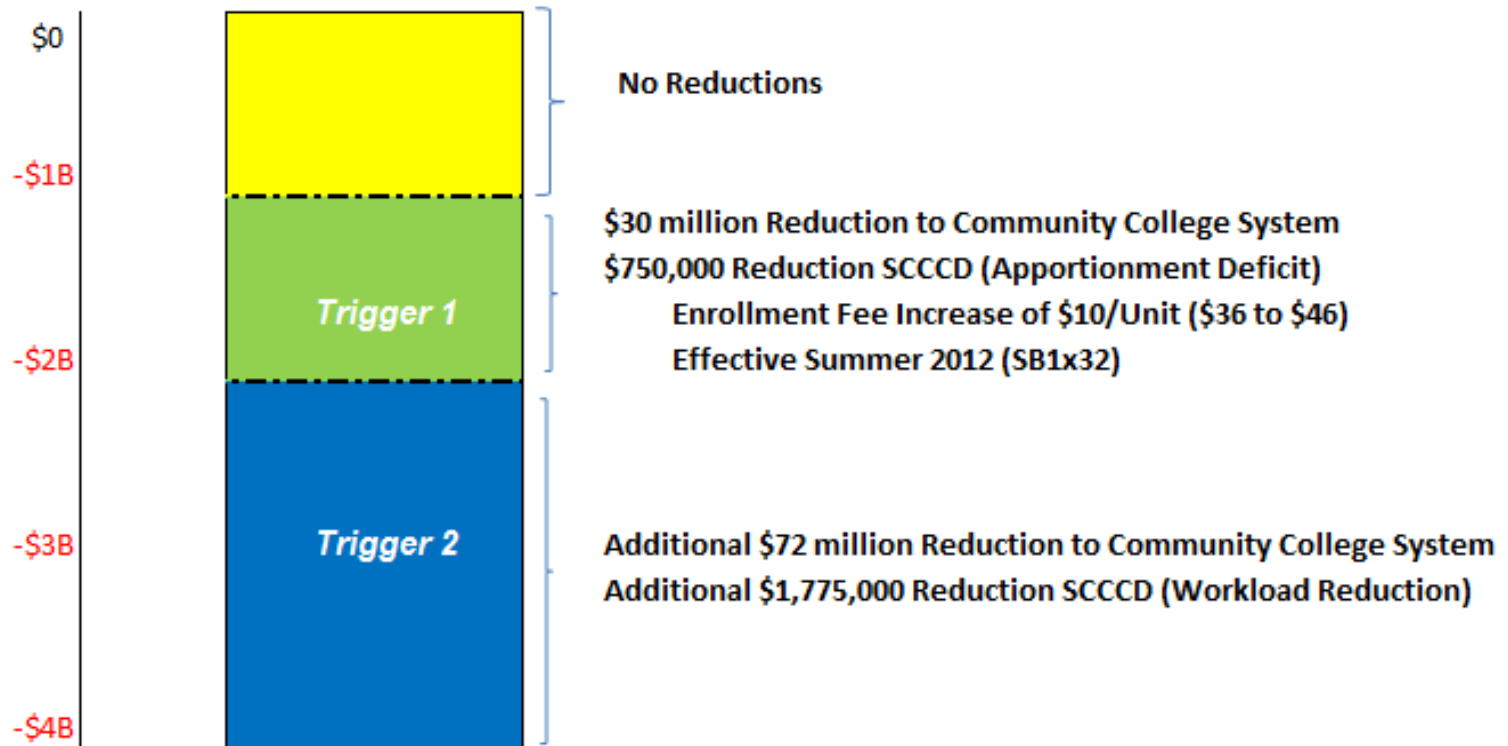 $0
No Reductions
-$1B
$30 million Reduction to Community College System
$750,000 Reduction SCCCD (Apportionment Deficit)
Trigger 1
Enrollment Fee Increase of $10/Unit ($36 to $46)
-$2B
Effective Summer 2012 (SB1x32)
-$3B
Trigger 2
Additional $72 million Reduction to Community College System
Additional $1,775,000 Reduction SCCCD (Workload Reduction)
-$4B